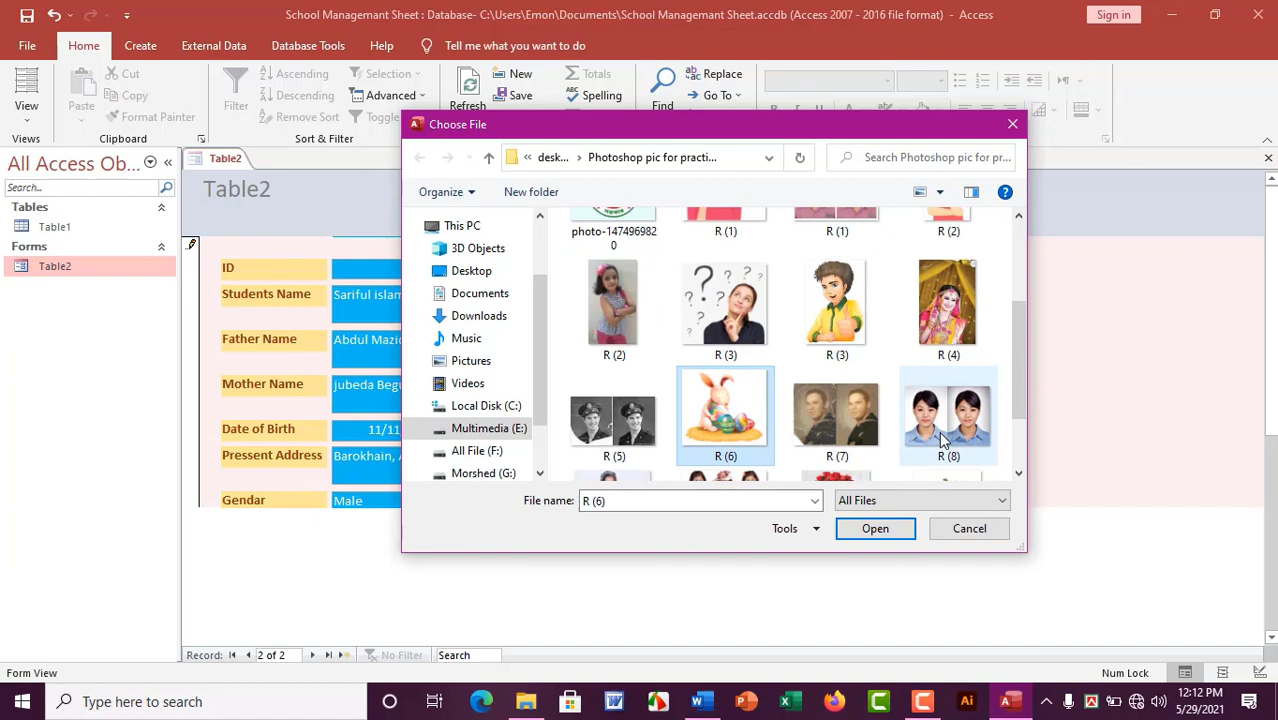 School Managmant Sheet : Database- C:\Users\Emon\Documents\School Managmant Sheet.accdb (Access 2007 - 2016 file format) - Access
Sign in
File
Home
Create
External Data
Database Tools
Help
Tell me what you want to do
View
Views
Paste
Cut
Copy
Format Painter
Clipboard
Filter
Ascending
Descending
Remove Sort
Selection
Advanced
Toggle
Sort & Filter
Refresh
New
Save
Totals
Spelling
Find
Replace
Go To
All Access Ob...
Search...
Tables
Table1
Forms
Table2
Table2
Table2
ID
Students Name
Sariful islam
Father Name
Abdul Mazid
Mother Name
jubeda Begu
Date of Birth
11/11/
Pressent Address
Barokhain, A
Gendar
Male
Choose File
« desk... › Photoshop pic for practi...
Search Photoshop pic for pr...
Organize
New folder
This PC
3D Objects
Desktop
Documents
Downloads
Music
Pictures
Videos
Local Disk (C:)
Multimedia (E:)
All File (F:)
Morshed (G:)
photo-147496982
0
R (1)
R (1)
R (2)
R (2)
R (3)
R (3)
R (4)
R (5)
R (6)
R (7)
R (8)
File name:
R (6)
All Files
Tools
Open
Cancel
Record:
2 of 2
No Filter
Search
Form View
Num Lock
Type here to search
12:12 PM
5/29/2021